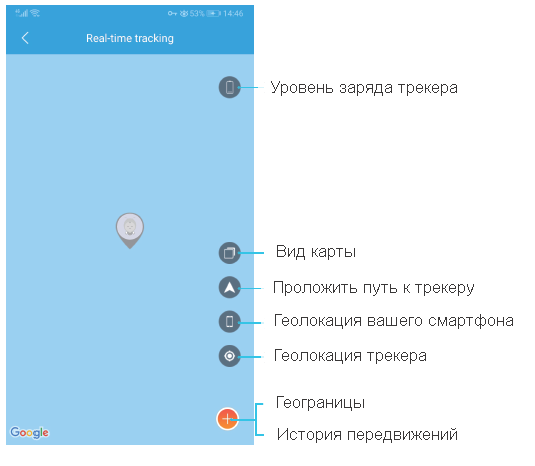 53% 14:46
Real-time tracking
Уровень заряда трекера
Вид карты
Проложить путь к трекеру
Геолокация вашего смартфона
Геолокация трекера
Геограницы
История передвижений
Google